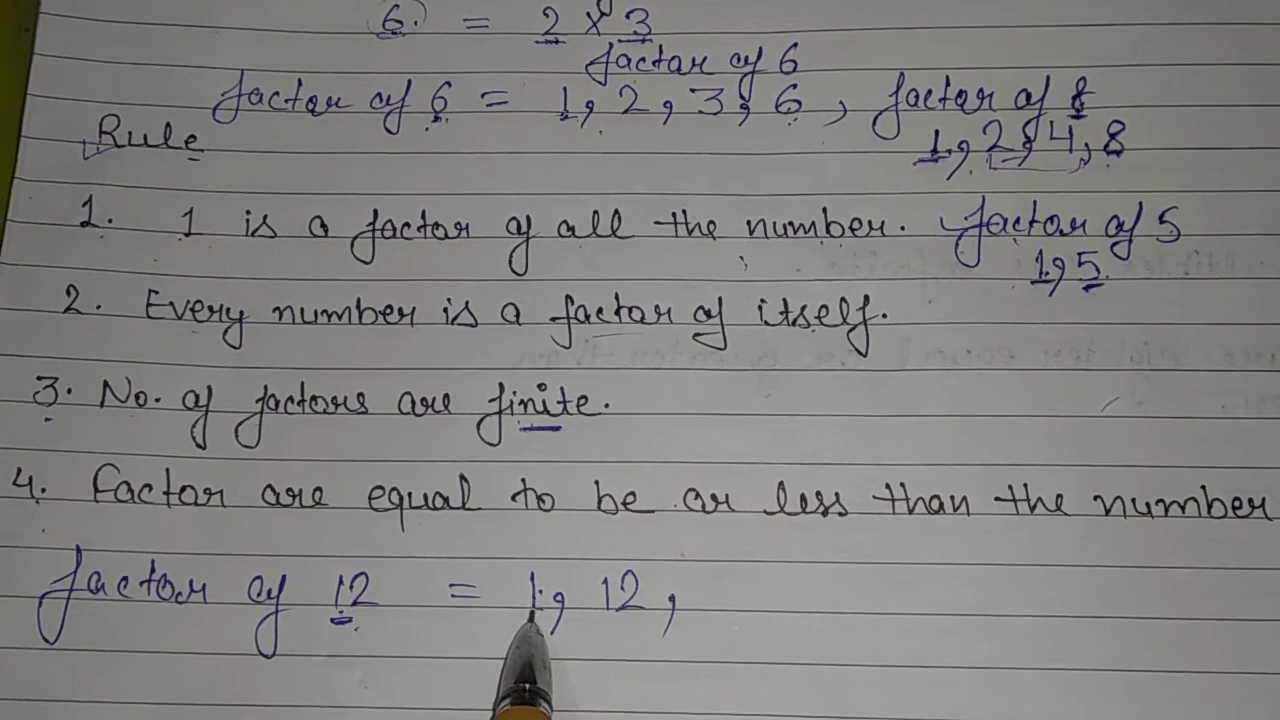 6. = 2 × 3
factor of 6
factor of 6 = 1, 2, 3, 6, factor of 8
Rule 1, 2, 4, 8
1. 1 is a factor of all the number. factor of 5
1, 5
2. Every number is a factor of itself.
3. No. of factors are finite.
4. Factor are equal to be or less than the number
factor of 12 = 1, 12,